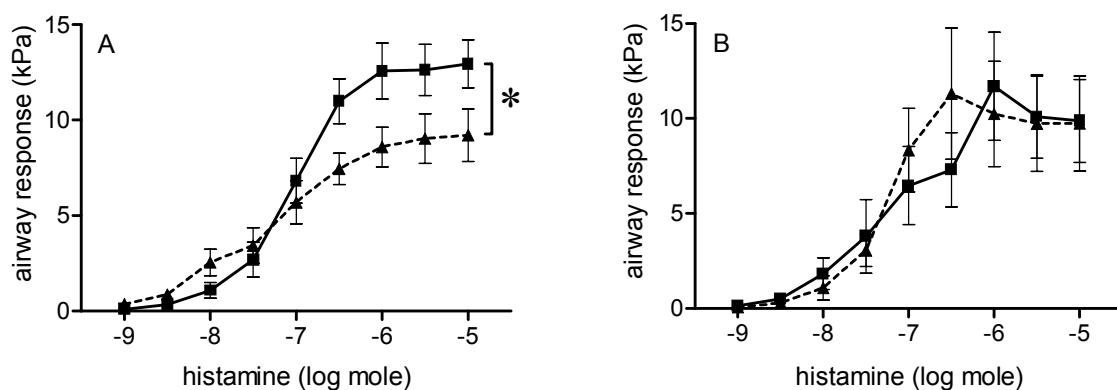 A
airway response (kPa)
15
10
5
0
-9 -8 -7 -6 -5
histamine (log mole)
*
B
airway response (kPa)
15
10
5
0
-9 -8 -7 -6 -5
histamine (log mole)